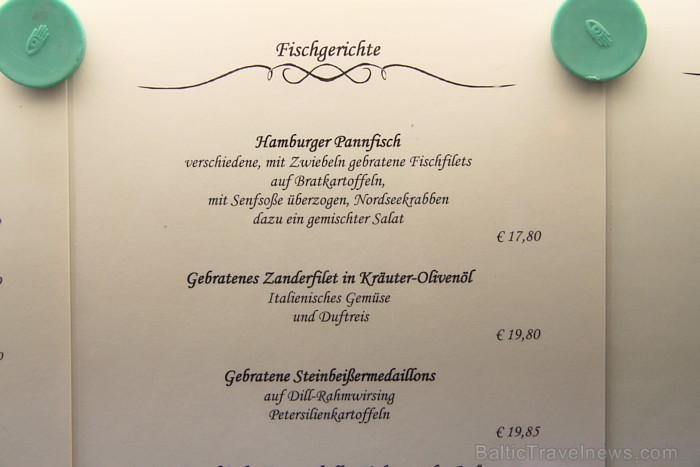 Fischgerichte
Hamburger Pannfisch
verschiedene, mit Zwiebeln gebratene Fischfilets
auf Bratkartoffeln,
mit Senfsoße überzogen, Nordseekrabben
dazu ein gemischter Salat
€ 17,80
Gebratenes Zanderfilet in Kräuter-Olivenöl
Italienisches Gemüse
und Duftreis
€ 19,80
Gebratene Steinbeißermedaillons
auf Dill-Rahmwirsing
Petersilienkartoffeln
€ 19,85
BalticTravelnews.com